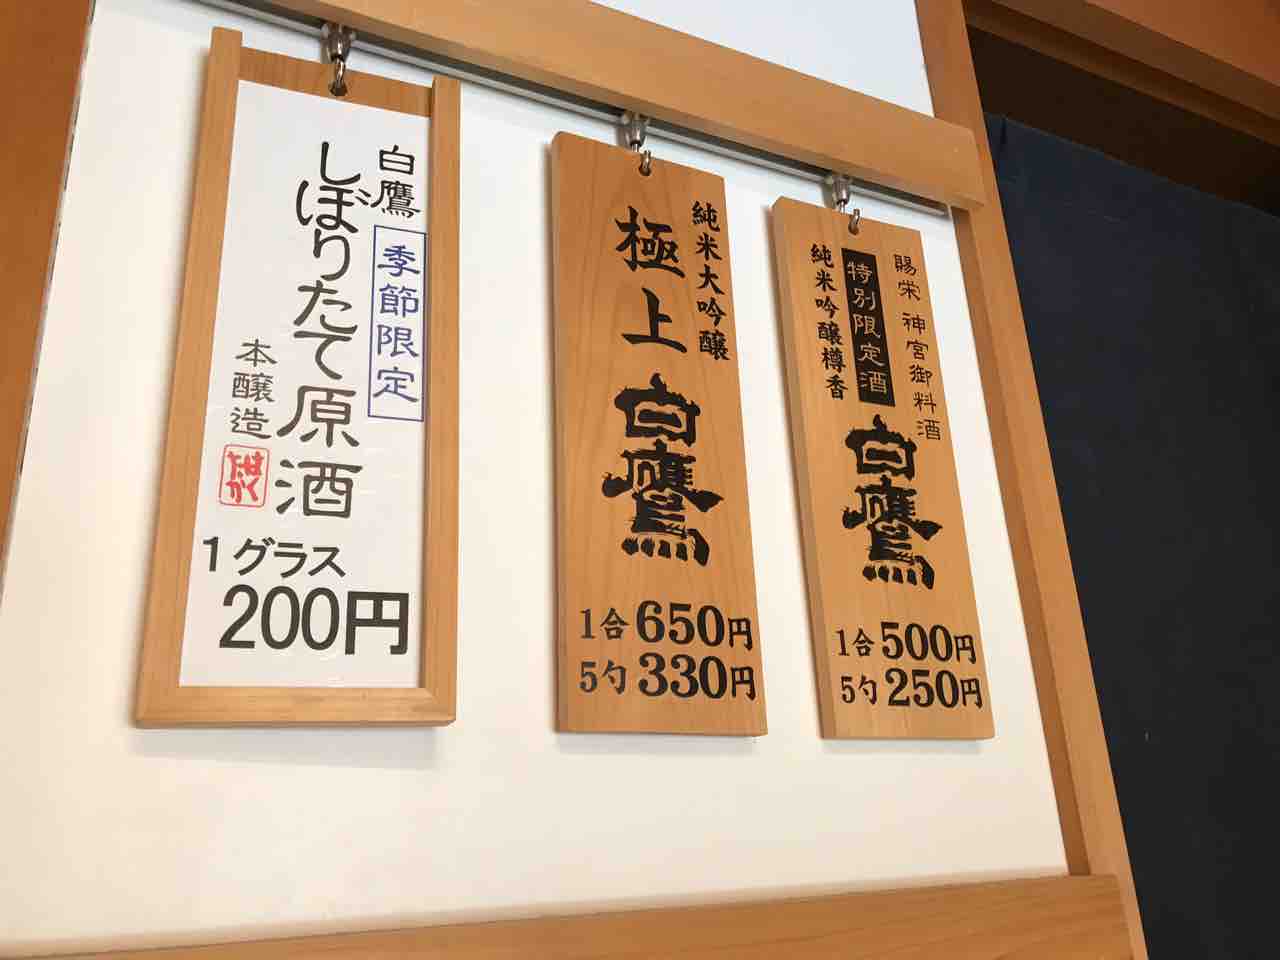 白鷹
季節限定
しぼりたて原酒
本醸造
はくたか
1グラス
200円
純米大吟醸
極上
白鷹
1合650円
5勺330円
賜栄 神宮御料酒
特別限定酒
純米吟醸樽香
白鷹
1合500円
5勺250円